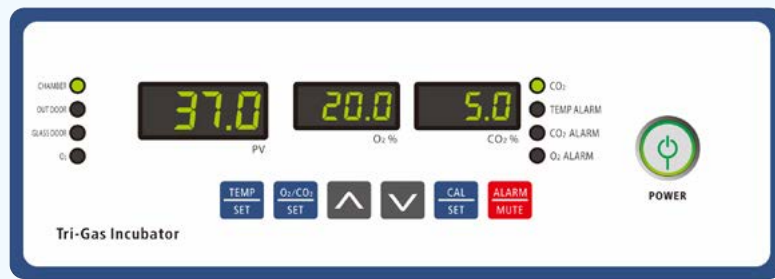 CHAMBER
OUT DOOR
GLASS DOOR
O₂
37.0
PV
20.0
O₂ %
5.0
CO₂ %
CO₂
TEMP ALARM
CO₂ ALARM
O₂ ALARM
POWER
TEMP
SET
O₂/CO₂
SET
CAL
SET
ALARM
MUTE
Tri-Gas Incubator